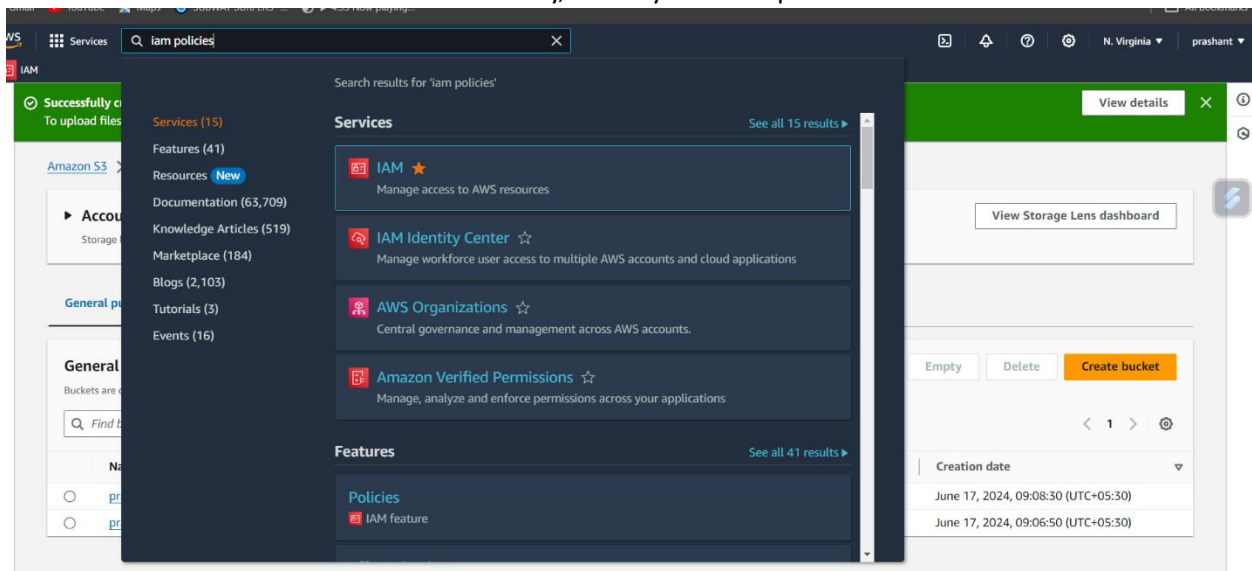 YouTube Maps
WS Services iam policies N. Virginia ▼ prashant ▼
IAM
Search results for 'iam policies'
Successfully c View details
To upload files
Services (15)
Features (41)
Resources New
Documentation (63,709)
Knowledge Articles (519)
Marketplace (184)
Blogs (2,103)
Tutorials (3)
Events (16)
Services See all 15 results ▶
IAM
Manage access to AWS resources
IAM Identity Center
Manage workforce user access to multiple AWS accounts and cloud applications
AWS Organizations
Central governance and management across AWS accounts.
Amazon Verified Permissions
Manage, analyze and enforce permissions across your applications
Features See all 41 results ▶
Policies
IAM feature
Amazon S3
Accou View Storage Lens dashboard
Storage
General pu
General Empty Delete Create bucket
Buckets are
Find b 1
Na Creation date
pr June 17, 2024, 09:08:30 (UTC+05:30)
pr June 17, 2024, 09:06:50 (UTC+05:30)